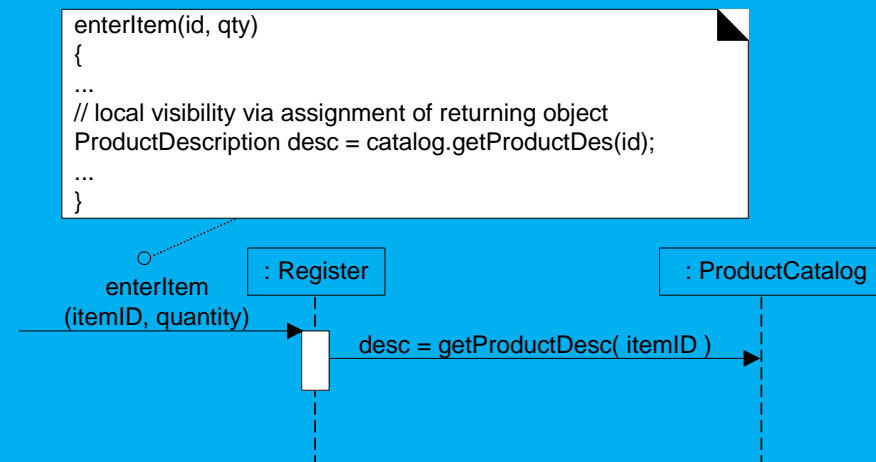 enterItem(id, qty)
{
...
// local visibility via assignment of returning object
ProductDescription desc = catalog.getProductDes(id);
...
}
: Register
: ProductCatalog
enterItem
(itemID, quantity)
desc = getProductDesc( itemID )